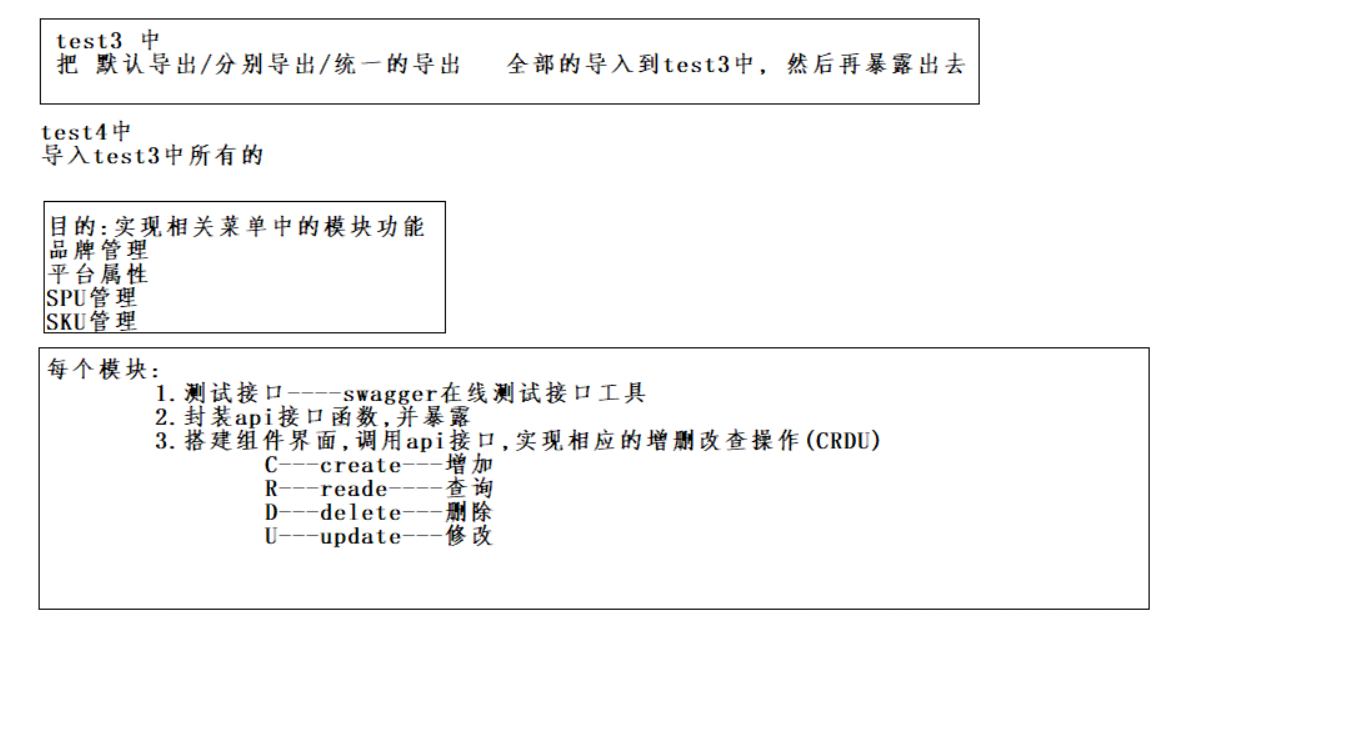 test3 中
把 默认导出/分别导出/统一的导出 全部的导入到test3中, 然后再暴露出去
test4中
导入test3中所有的
目的:实现相关菜单中的模块功能
品牌管理
平台属性
SPU管理
SKU管理
每个模块:
1.测试接口----swagger在线测试接口工具
2.封装api接口函数,并暴露
3.搭建组件界面,调用api接口,实现相应的增删改查操作(CRDU)
C---create---增加
R---reade----查询
D---delete---删除
U---update---修改